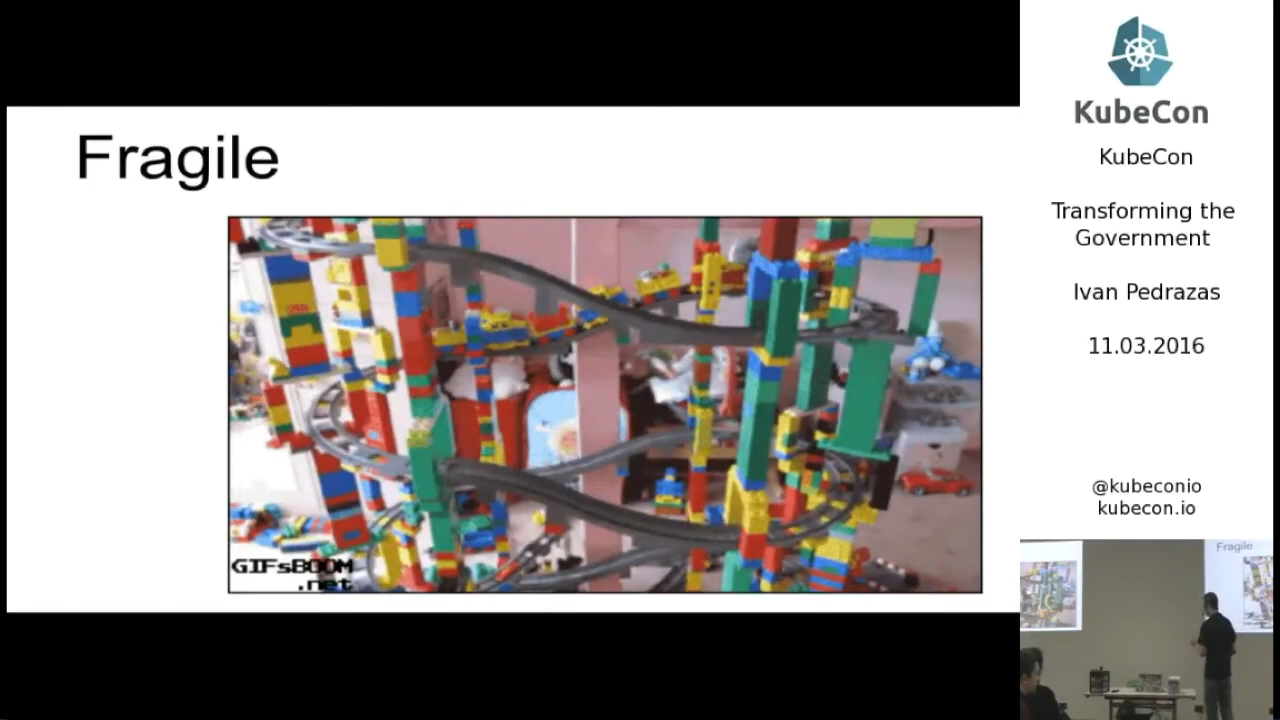 Fragile
GIFsBOOM
.net
KubeCon
KubeCon
Transforming the
Government
Ivan Pedrazas
11.03.2016
@kubeconio
kubecon.io
Fragile